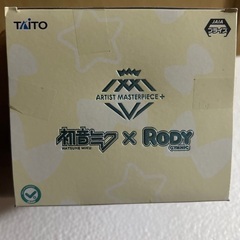 TAITO
ARTIST MASTERPIECE+
初音ミク × RODY
HATSUNE MIKU